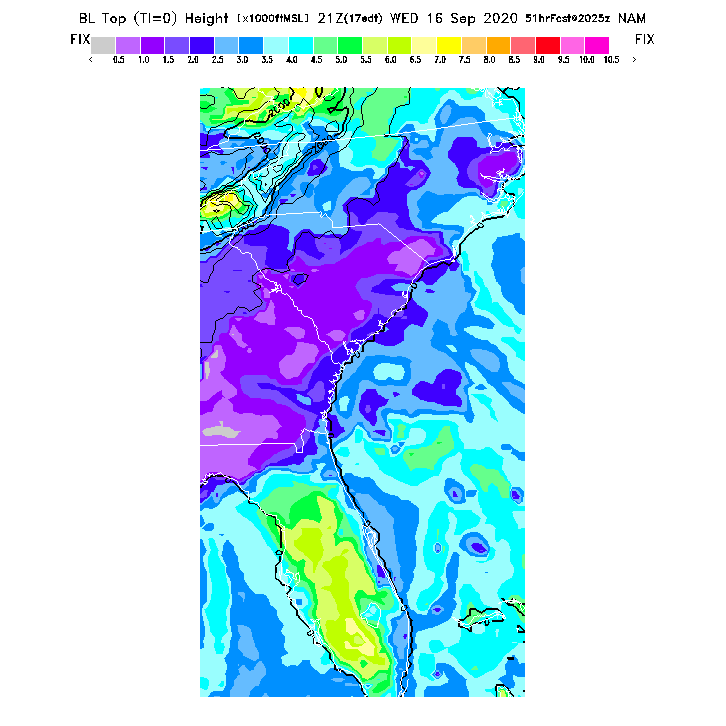 BL Top (TI=0) Height [x1000ftMSL] 21Z(17edt) WED 16 Sep 2020 51hrFcst@2025z NAM
FIX FIX
< 0.5 1.0 1.5 2.0 2.5 3.0 3.5 4.0 4.5 5.0 5.5 6.0 6.5 7.0 7.5 8.0 8.5 9.0 9.5 10.0 10.5 >
2000